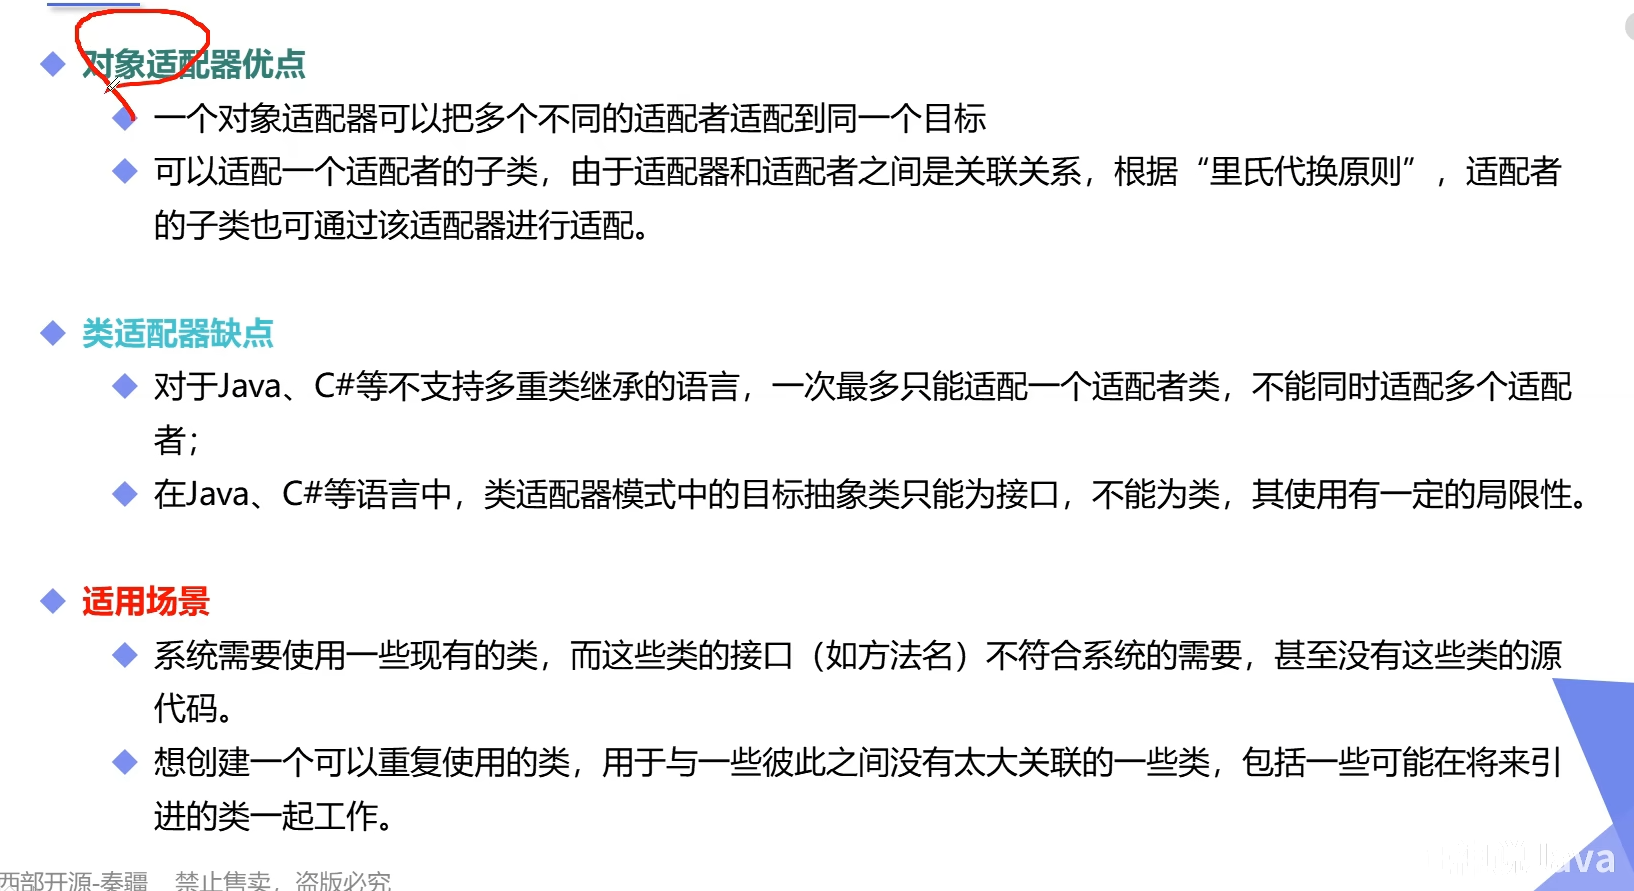 对象适配器优点
一个对象适配器可以把多个不同的适配者适配到同一个目标
可以适配一个适配者的子类，由于适配器和适配者之间是关联关系，根据“里氏代换原则”，适配者
的子类也可通过该适配器进行适配。
类适配器缺点
对于Java、C#等不支持多重类继承的语言，一次最多只能适配一个适配者类，不能同时适配多个适配
者；
在Java、C#等语言中，类适配器模式中的目标抽象类只能为接口，不能为类，其使用有一定的局限性。
适用场景
系统需要使用一些现有的类，而这些类的接口（如方法名）不符合系统的需要，甚至没有这些类的源
代码。
想创建一个可以重复使用的类，用于与一些彼此之间没有太大关联的一些类，包括一些可能在将来引
进的类一起工作。
西部开源-秦疆 禁止售卖，盗版必究
Java